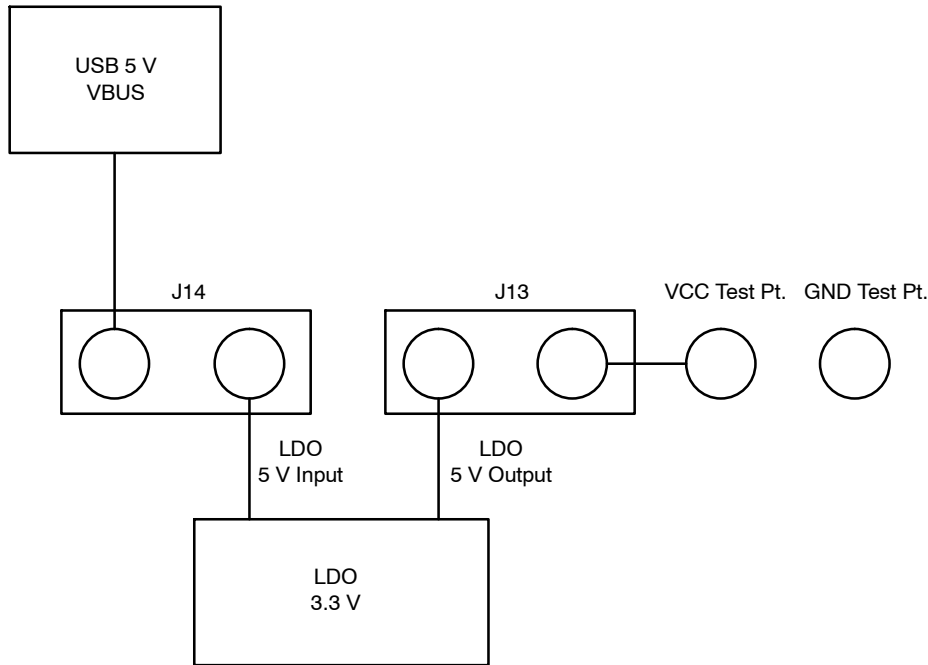 USB 5 V
VBUS
J14
J13
VCC Test Pt.
GND Test Pt.
LDO
5 V Input
LDO
5 V Output
LDO
3.3 V